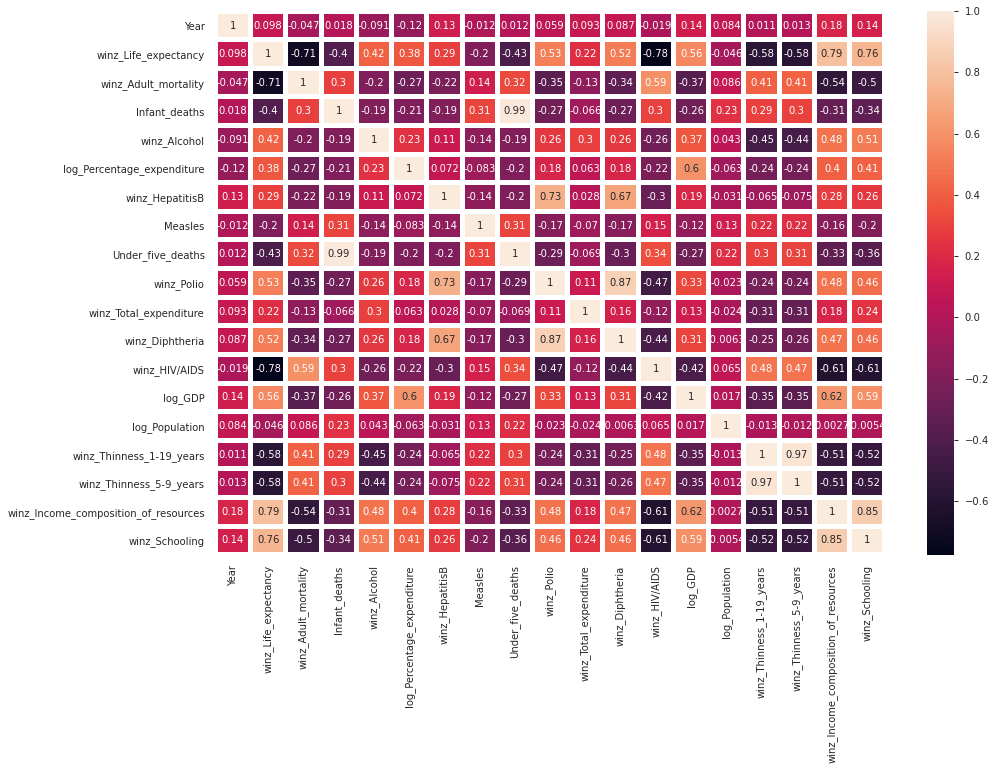 Year 1 0.098 -0.047 0.018 -0.091 -0.12 0.13 -0.012 0.012 0.059 0.093 0.087 -0.019 0.14 0.084 0.011 0.013 0.18 0.14
winz_Life_expectancy 0.098 1 -0.71 -0.4 0.42 0.38 0.29 -0.2 -0.43 0.53 0.22 0.52 -0.78 0.56 -0.046 -0.58 -0.58 0.79 0.76
winz_Adult_mortality -0.047 -0.71 1 0.3 -0.2 -0.27 -0.22 0.14 0.32 -0.35 -0.13 -0.34 0.59 -0.37 0.086 0.41 0.41 -0.54 -0.5
Infant_deaths 0.018 -0.4 0.3 1 -0.19 -0.21 -0.19 0.31 0.99 -0.27 -0.066 -0.27 0.3 -0.26 0.23 0.29 0.3 -0.31 -0.34
winz_Alcohol -0.091 0.42 -0.2 -0.19 1 0.23 0.11 -0.14 -0.19 0.26 0.3 0.26 -0.26 0.37 0.043 -0.45 -0.44 0.48 0.51
log_Percentage_expenditure -0.12 0.38 -0.27 -0.21 0.23 1 0.072 -0.083 -0.2 0.18 0.063 0.18 -0.22 0.6 -0.063 -0.24 -0.24 0.4 0.41
winz_HepatitisB 0.13 0.29 -0.22 -0.19 0.11 0.072 1 -0.14 -0.2 0.73 0.028 0.67 -0.3 0.19 -0.031 -0.065 -0.075 0.28 0.26
Measles -0.012 -0.2 0.14 0.31 -0.14 -0.083 -0.14 1 0.31 -0.17 -0.07 -0.17 0.15 -0.12 0.13 0.22 0.22 -0.16 -0.2
Under_five_deaths 0.012 -0.43 0.32 0.99 -0.19 -0.2 -0.2 0.31 1 -0.29 -0.069 -0.3 0.34 -0.27 0.22 0.3 0.31 -0.33 -0.36
winz_Polio 0.059 0.53 -0.35 -0.27 0.26 0.18 0.73 -0.17 -0.29 1 0.11 0.87 -0.47 0.33 -0.023 -0.24 -0.24 0.48 0.46
winz_Total_expenditure 0.093 0.22 -0.13 -0.066 0.3 0.063 0.028 -0.07 -0.069 0.11 1 0.16 -0.12 0.13 -0.024 -0.31 -0.31 0.18 0.24
winz_Diphtheria 0.087 0.52 -0.34 -0.27 0.26 0.18 0.67 -0.17 -0.3 0.87 0.16 1 -0.44 0.31 -0.0063 -0.25 -0.26 0.47 0.46
winz_HIV/AIDS -0.019 -0.78 0.59 0.3 -0.26 -0.22 -0.3 0.15 0.34 -0.47 -0.12 -0.44 1 -0.42 0.065 0.48 0.47 -0.61 -0.61
log_GDP 0.14 0.56 -0.37 -0.26 0.37 0.6 0.19 -0.12 -0.27 0.33 0.13 0.31 -0.42 1 0.017 -0.35 -0.35 0.62 0.59
log_Population 0.084 -0.046 0.086 0.23 0.043 -0.063 -0.031 0.13 0.22 -0.023 -0.024 -0.0063 0.065 0.017 1 -0.013 -0.012 0.0027 0.0054
winz_Thinness_1-19_years 0.011 -0.58 0.41 0.29 -0.45 -0.24 -0.065 0.22 0.3 -0.24 -0.31 -0.25 0.48 -0.35 -0.013 1 0.97 -0.51 -0.52
winz_Thinness_5-9_years 0.013 -0.58 0.41 0.3 -0.44 -0.24 -0.075 0.22 0.31 -0.24 -0.31 -0.26 0.47 -0.35 -0.012 0.97 1 -0.51 -0.52
winz_Income_composition_of_resources 0.18 0.79 -0.54 -0.31 0.48 0.4 0.28 -0.16 -0.33 0.48 0.18 0.47 -0.61 0.62 0.0027 -0.51 -0.51 1 0.85
winz_Schooling 0.14 0.76 -0.5 -0.34 0.51 0.41 0.26 -0.2 -0.36 0.46 0.24 0.46 -0.61 0.59 0.0054 -0.52 -0.52 0.85 1
Year
winz_Life_expectancy
winz_Adult_mortality
Infant_deaths
winz_Alcohol
log_Percentage_expenditure
winz_HepatitisB
Measles
Under_five_deaths
winz_Polio
winz_Total_expenditure
winz_Diphtheria
winz_HIV/AIDS
log_GDP
log_Population
winz_Thinness_1-19_years
winz_Thinness_5-9_years
winz_Income_composition_of_resources
winz_Schooling
1.0
0.8
0.6
0.4
0.2
0.0
−0.2
−0.4
−0.6